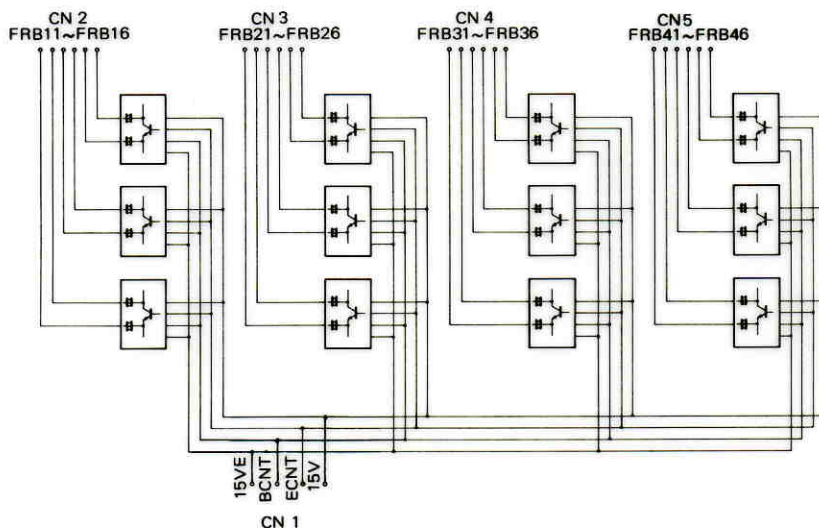 CN 2
FRB11~FRB16
CN 3
FRB21~FRB26
CN 4
FRB31~FRB36
CN5
FRB41~FRB46
15VE
BCNT
ECNT
15V
CN 1